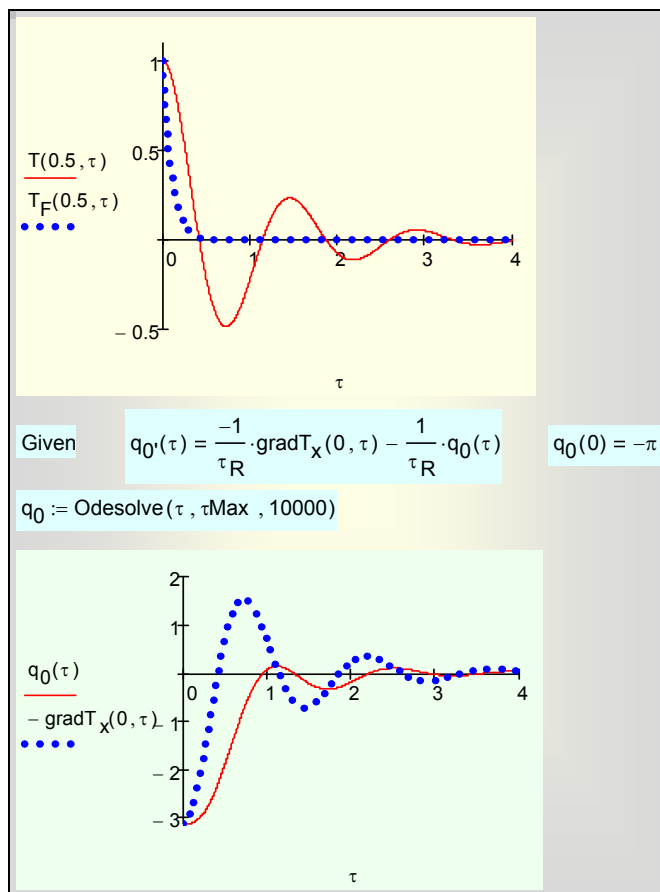 1
0.5
T(0.5,τ)
T_F(0.5,τ)
0 1 2 3 4
− 0.5
τ
Given q_0'(τ) = -1/τ_R · gradT_x(0,τ) − 1/τ_R · q_0(τ) q_0(0) = −π
q_0 := Odesolve(τ,τMax ,10000)
2
1
q_0(τ)
0 1 2 3 4
− gradT_x(0,τ)
− 1
− 2
− 3
τ